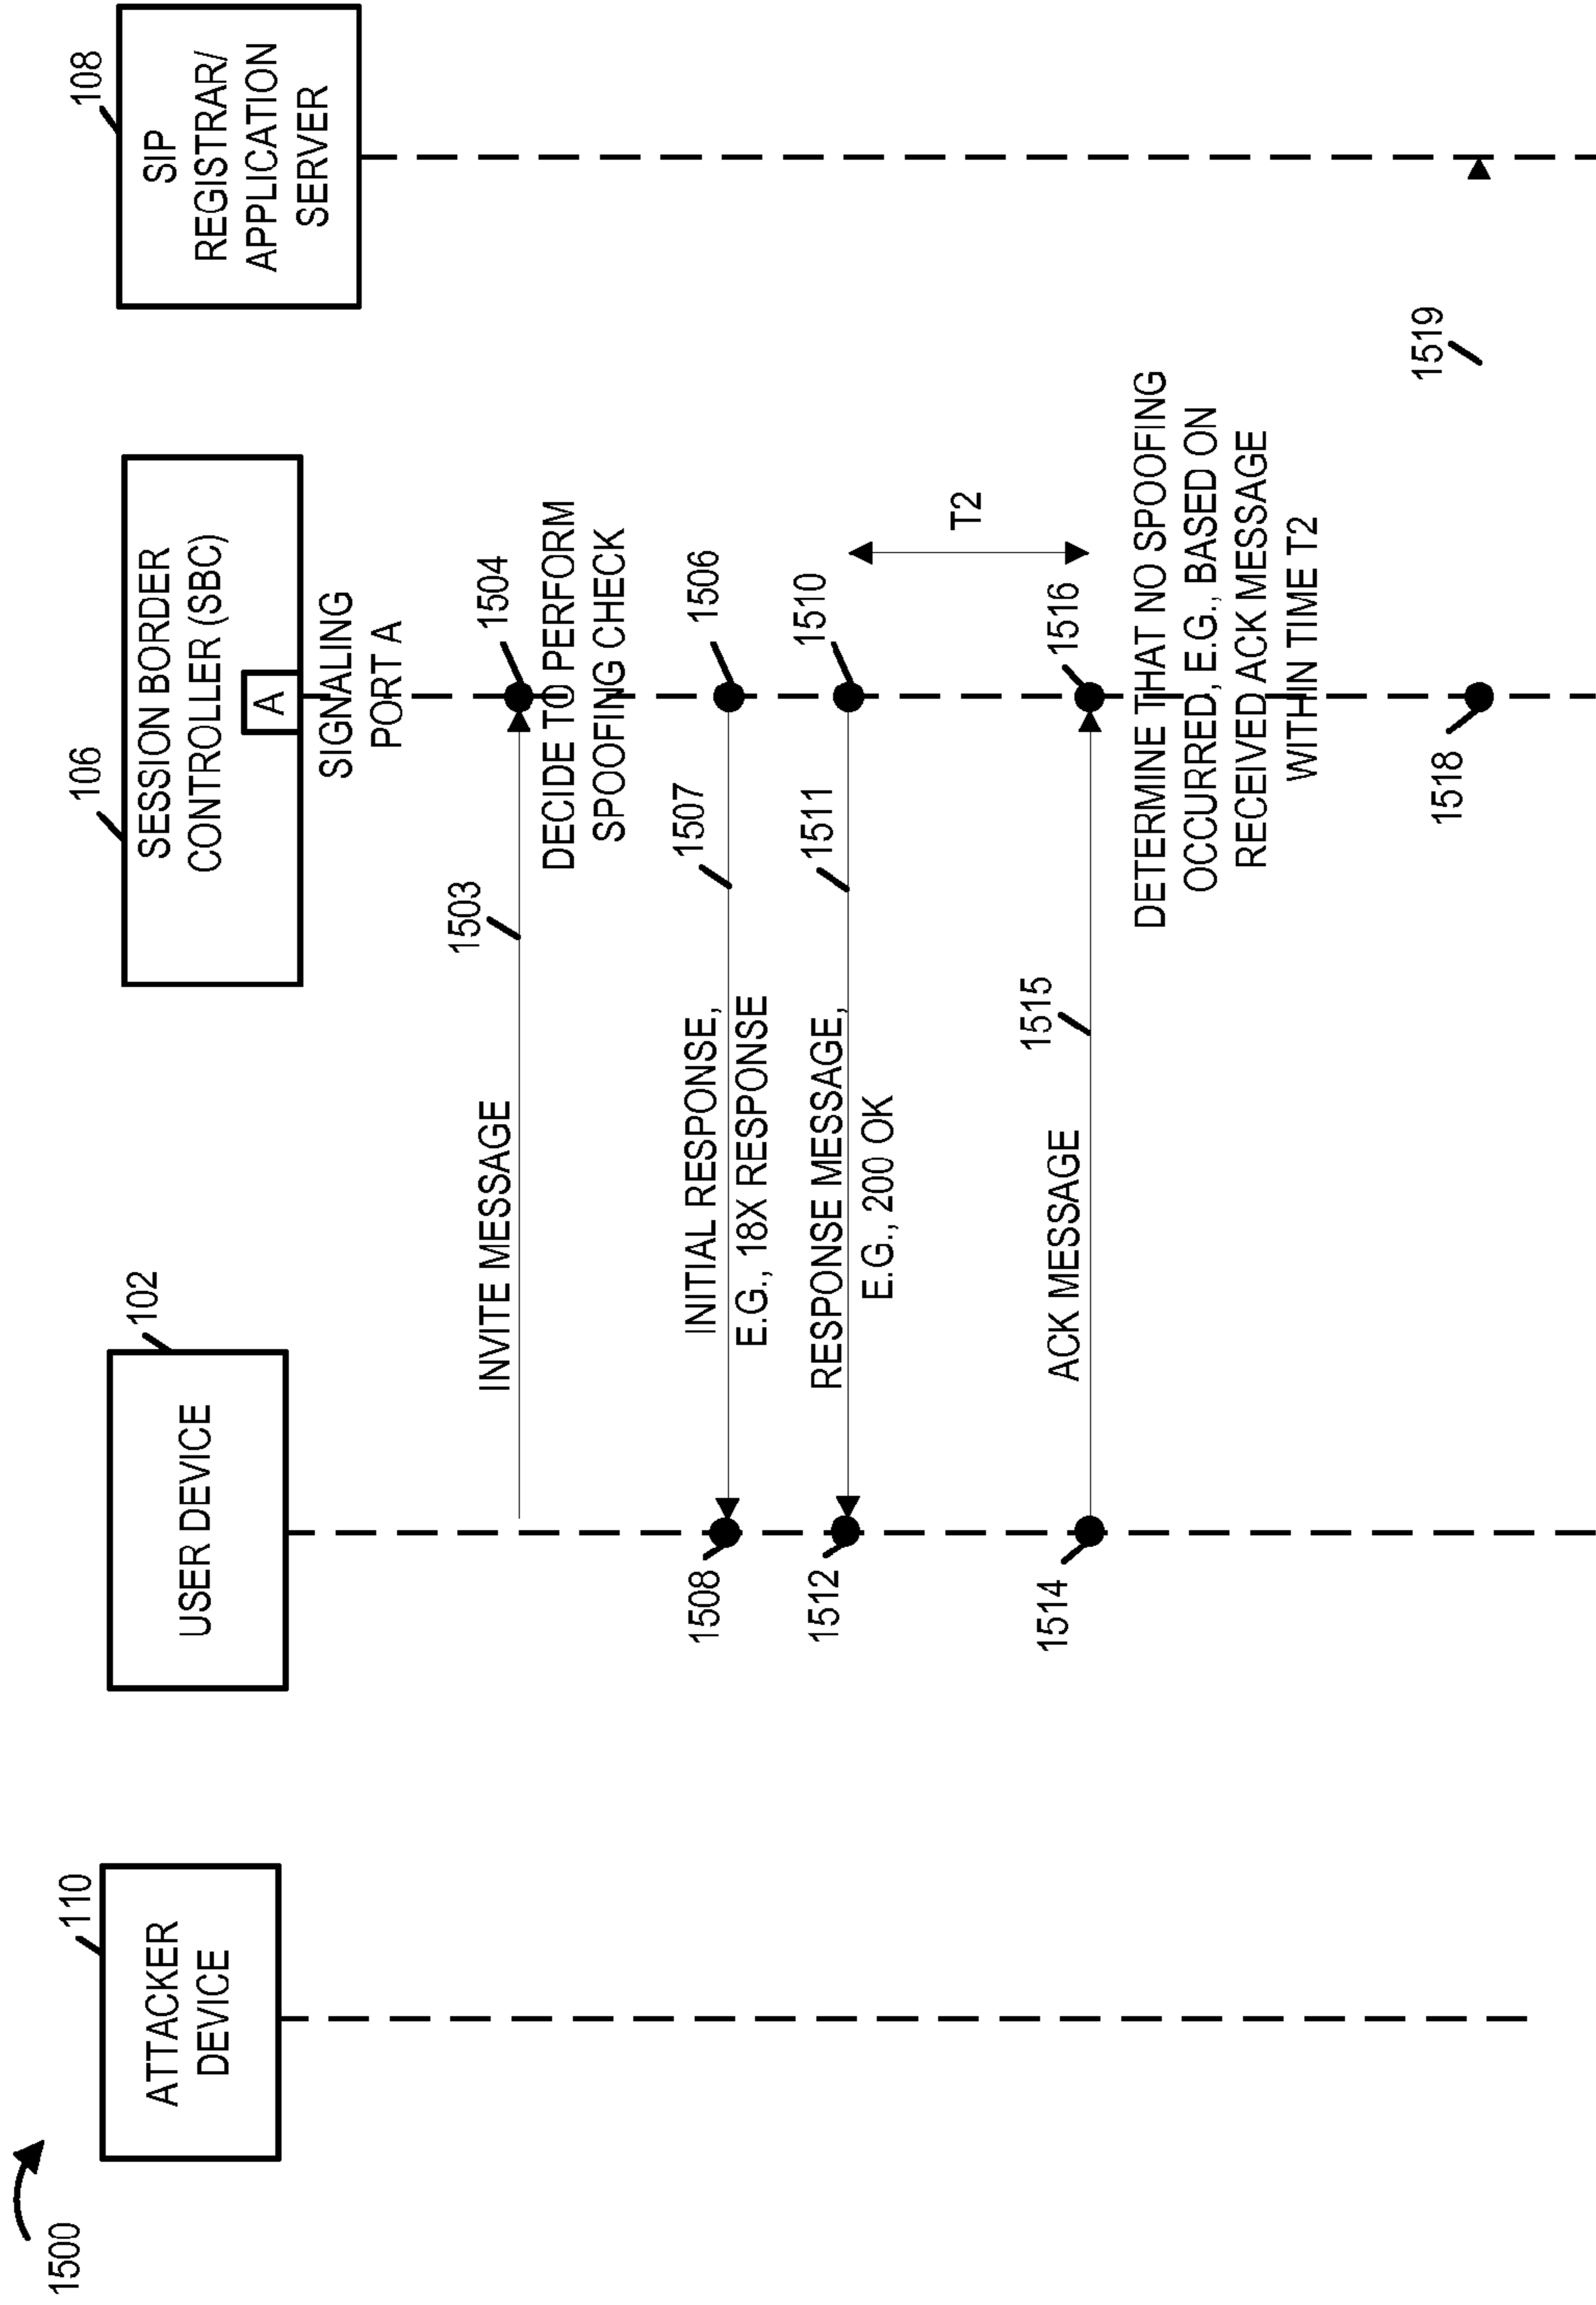 1500
110
ATTACKER
DEVICE
102
USER DEVICE
106
SESSION BORDER
CONTROLLER (SBC)
A
SIGNALING
PORT A
108
SIP
REGISTRAR/
APPLICATION
SERVER
INVITE MESSAGE
1503
1504
DECIDE TO PERFORM
SPOOFING CHECK
1508
INITIAL RESPONSE,
E.G., 18X RESPONSE
1507
1506
1512
RESPONSE MESSAGE,
E.G., 200 OK
1511
1510
T2
1514
ACK MESSAGE
1515
1516
DETERMINE THAT NO SPOOFING
OCCURRED, E.G., BASED ON
RECEIVED ACK MESSAGE
WITHIN TIME T2
1518
1519